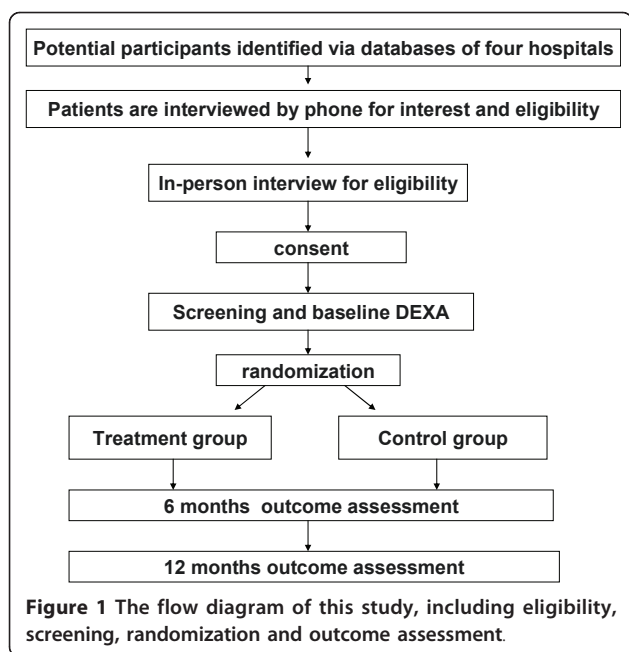 Potential participants identified via databases of four hospitals
Patients are interviewed by phone for interest and eligibility
In-person interview for eligibility
consent
Screening and baseline DEXA
randomization
Treatment group
Control group
6 months outcome assessment
12 months outcome assessment
Figure 1 The flow diagram of this study, including eligibility,
screening, randomization and outcome assessment.